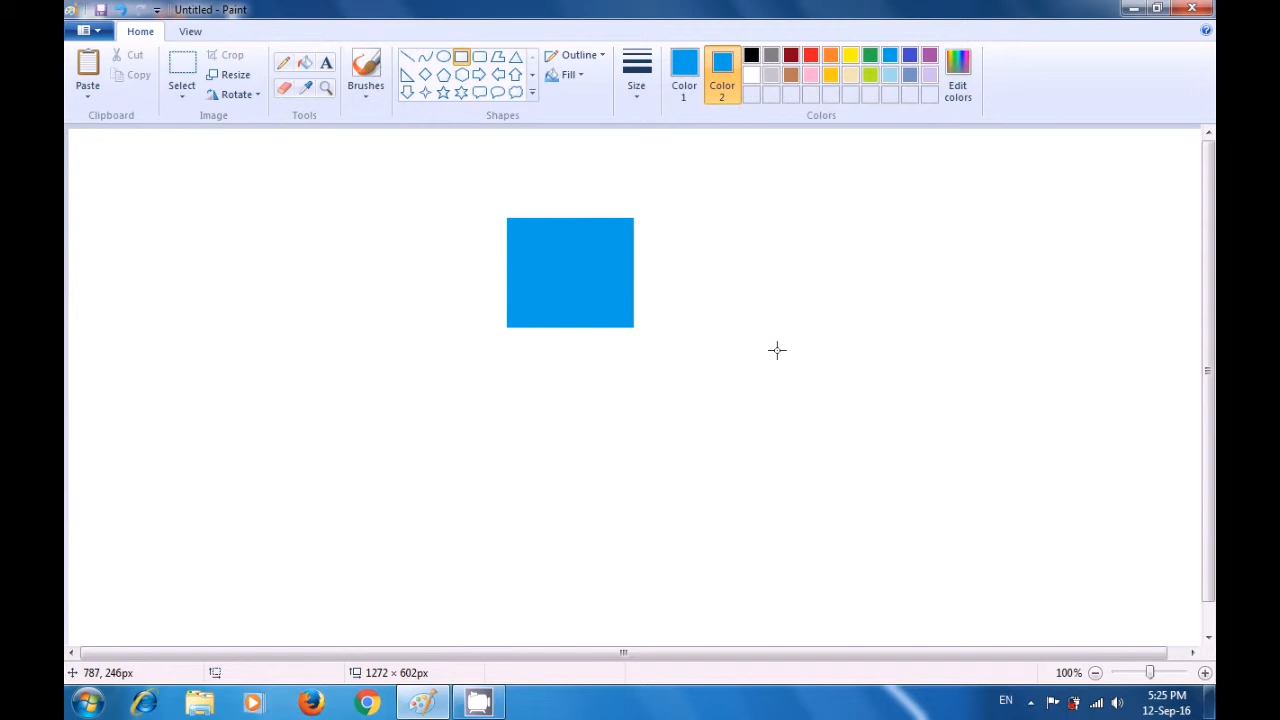 Untitled - Paint
Home
View
Paste
Cut
Copy
Clipboard
Select
Crop
Resize
Rotate
Image
A
Tools
Brushes
Shapes
Outline
Fill
Size
Color
1
Color
2
Edit
colors
Colors
787, 246px
1272 × 602px
100%
EN
5:25 PM
12-Sep-16